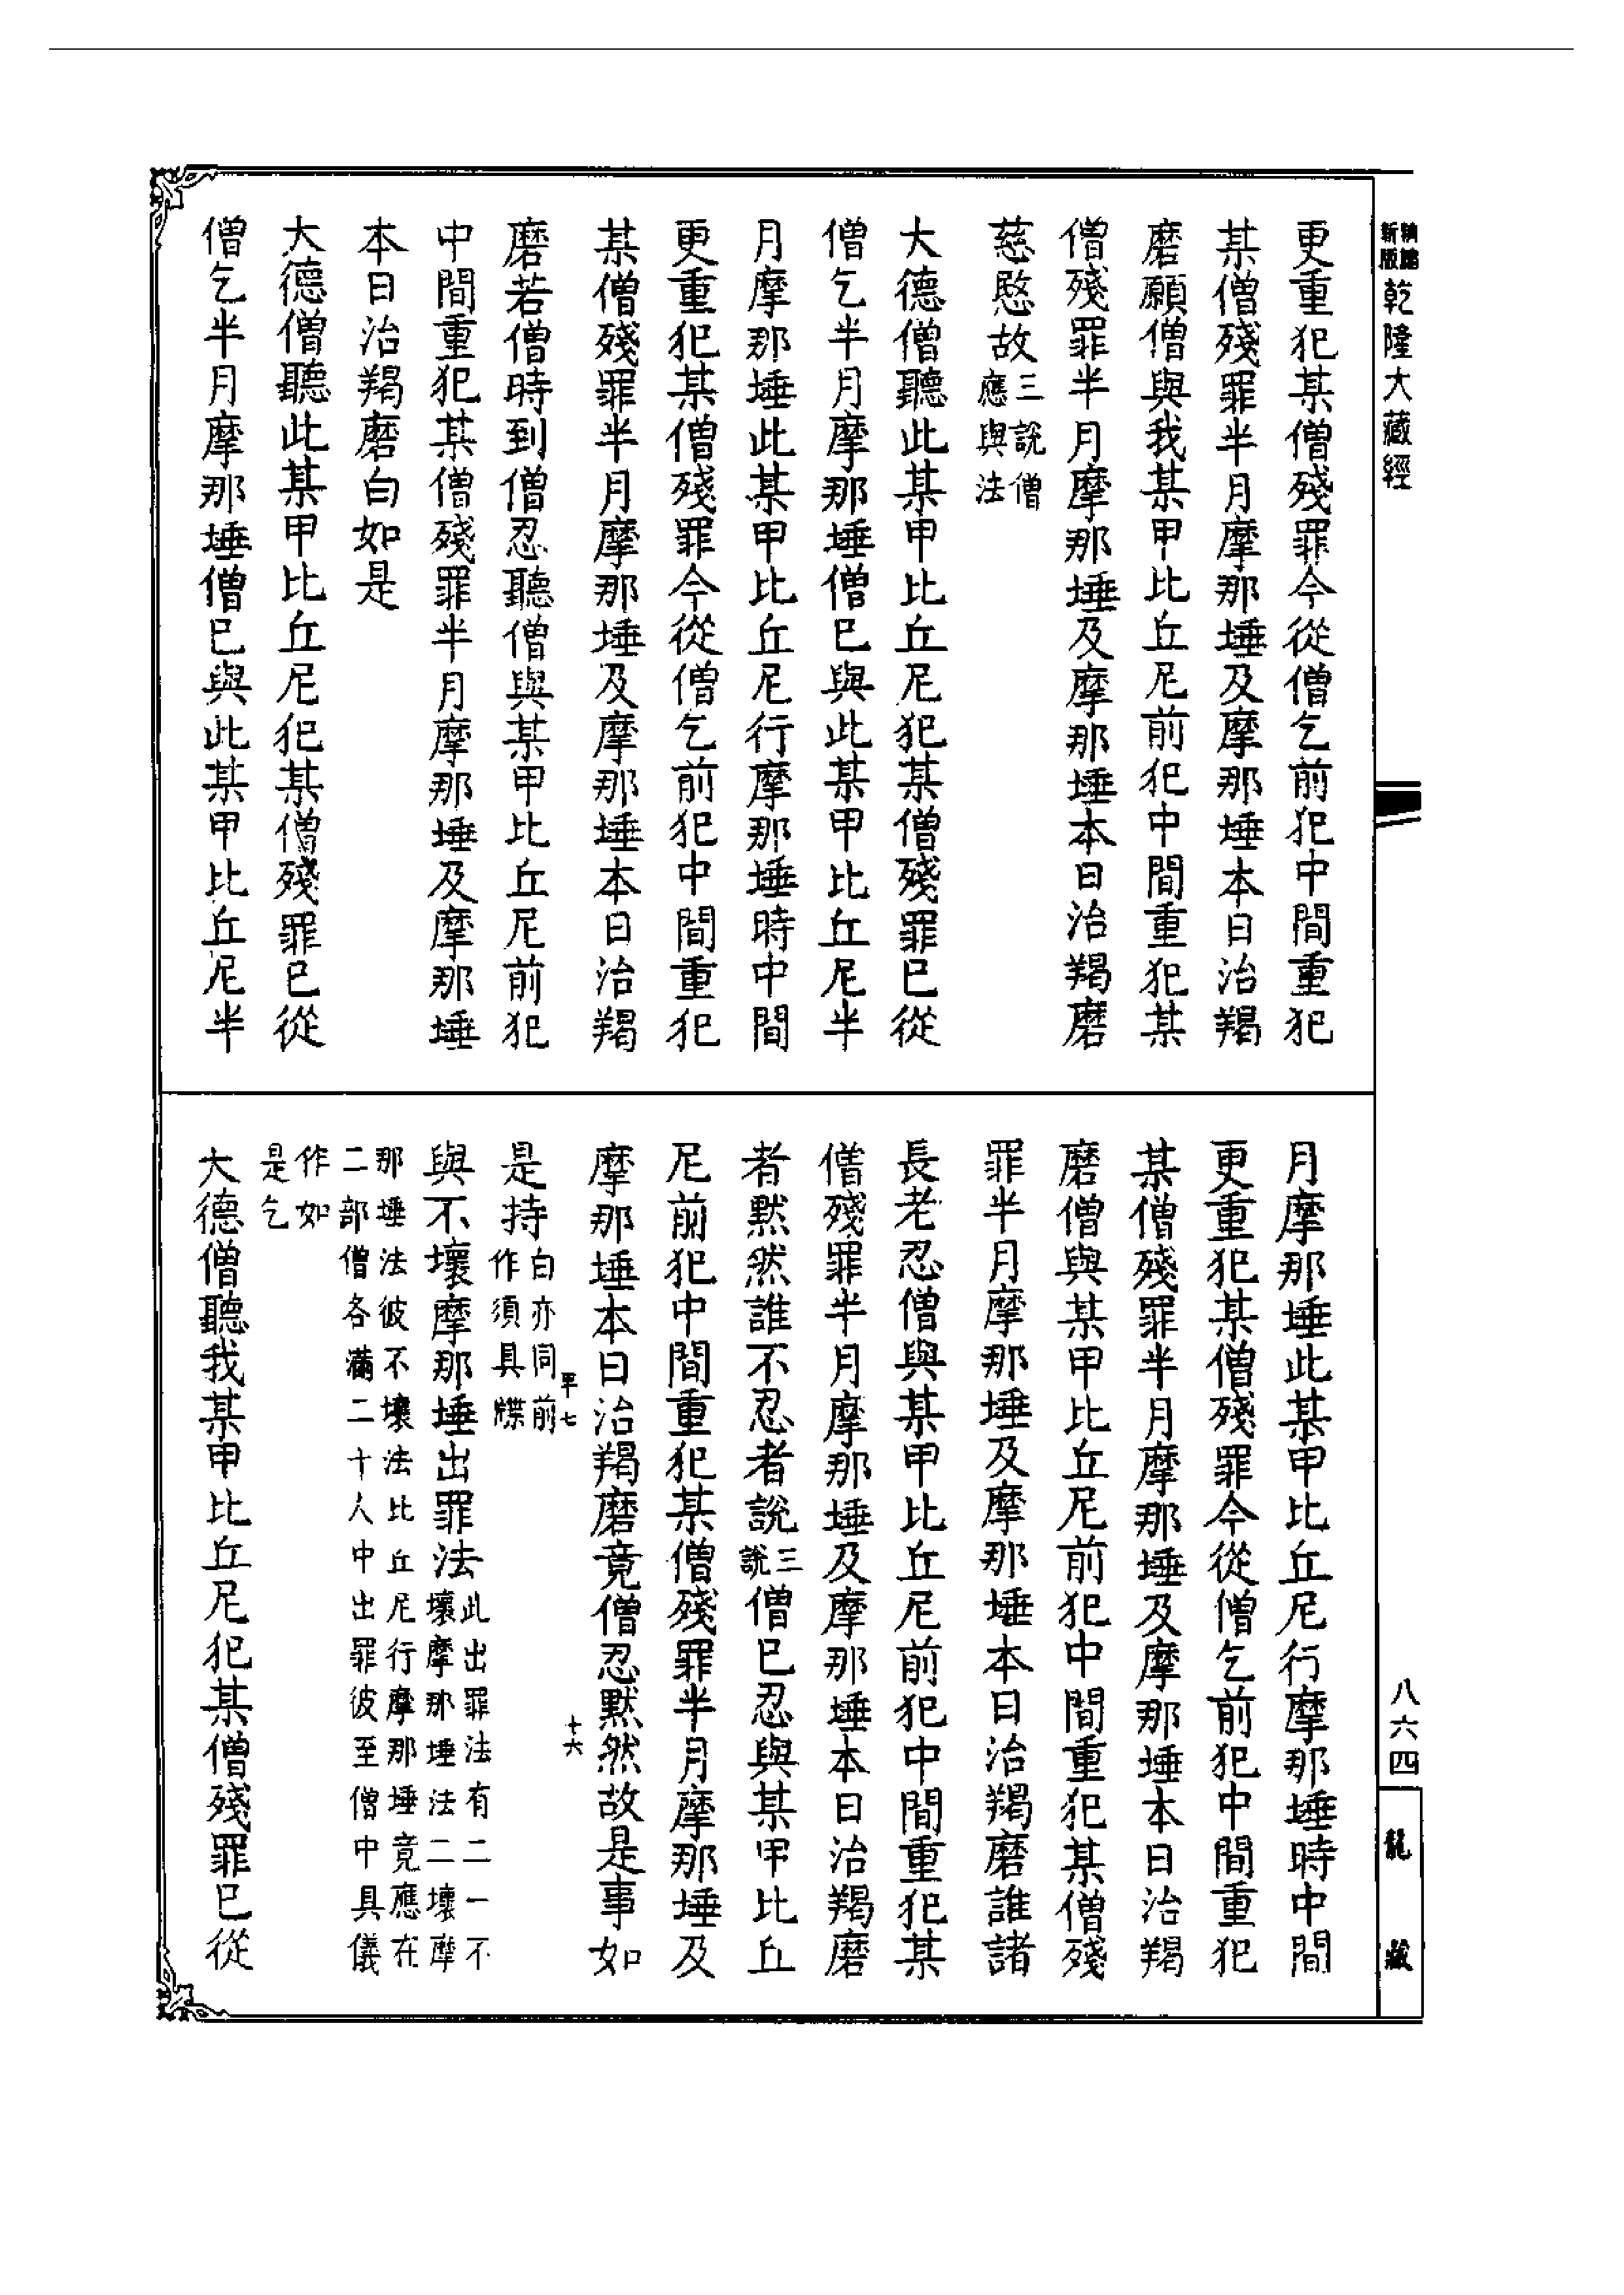 新版
精縮
乾隆大藏經
更重犯某僧殘罪今從僧乞前犯中間重犯
某僧殘罪半月摩那埵及摩那埵本日治羯
磨願僧與我某甲比丘尼前犯中間重犯某
僧殘罪半月摩那埵及摩那埵本日治羯磨
慈愍故三說僧應與法
大德僧聽此某甲比丘尼犯某僧殘罪已從
僧乞半月摩那埵僧已與此某甲比丘尼半
月摩那埵此某甲比丘尼行摩那埵時中間
更重犯某僧殘罪今從僧乞前犯中間重犯
某僧殘罪半月摩那埵及摩那埵本日治羯
磨若僧時到僧忍聽僧與某甲比丘尼前犯
中間重犯某僧殘罪半月摩那埵及摩那埵
本日治羯磨白如是
大德僧聽此某甲比丘尼犯某僧殘罪已從
僧乞半月摩那埵僧已與此某甲比丘尼半
月摩那埵此某甲比丘尼行摩那埵時中間
更重犯某僧殘罪今從僧乞前犯中間重犯
某僧殘罪半月摩那埵及摩那埵本日治羯
磨僧與某甲比丘尼前犯中間重犯某僧殘
罪半月摩那埵及摩那埵本日治羯磨誰諸
長老忍僧與某甲比丘尼前犯中間重犯某
僧殘罪半月摩那埵及摩那埵本日治羯磨
者默然誰不忍者說三說僧已忍與某甲比丘
尼前犯中間重犯某僧殘罪半月摩那埵及
摩那埵本日治羯磨竟僧忍默然故是事如
是持白亦同前作須具牒
與不壞摩那埵出罪法此出罪法有二一不壞摩那埵法二壞摩
那埵法彼不壞法比丘尼行摩那埵竟應在
二部僧各滿二十人中出罪彼至僧中具儀
作如
是乞
大德僧聽我某甲比丘尼犯某僧殘罪已從
十六
八六四
龍藏